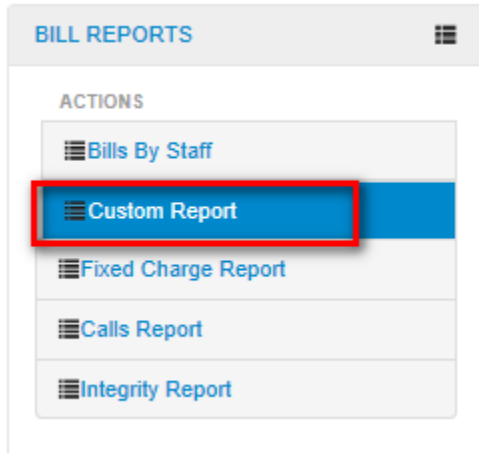 BILL REPORTS
ACTIONS
Bills By Staff
Custom Report
Fixed Charge Report
Calls Report
Integrity Report